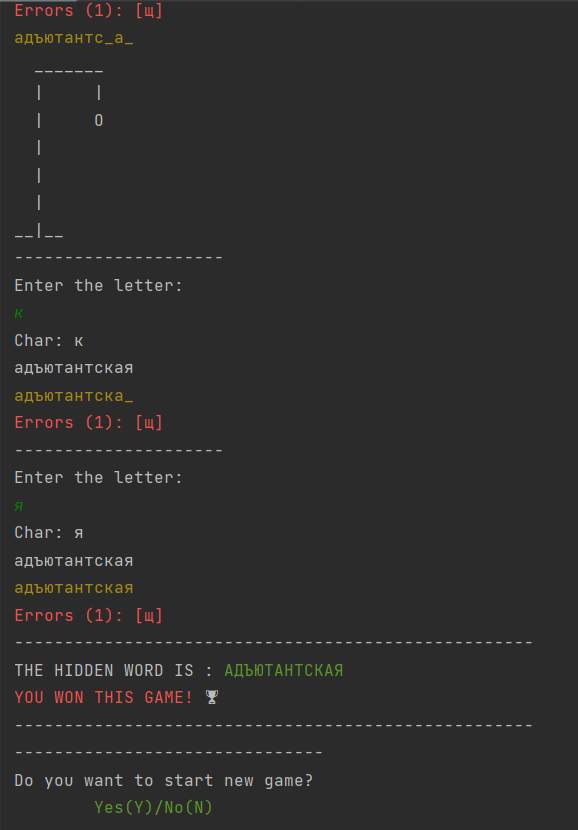 Errors (1): [щ]
адъютантс_а_
_______
|     |
|     O
|
|
|
__|__
---------------------
Enter the letter:
к
Char: к
адъютантская
адъютантска_
Errors (1): [щ]
---------------------
Enter the letter:
я
Char: я
адъютантская
адъютантская
Errors (1): [щ]
----------------------------------------------------
THE HIDDEN WORD IS : АДЪЮТАНТСКАЯ
YOU WON THIS GAME! 🏆
----------------------------------------------------
-------------------------------
Do you want to start new game?
Yes(Y)/No(N)